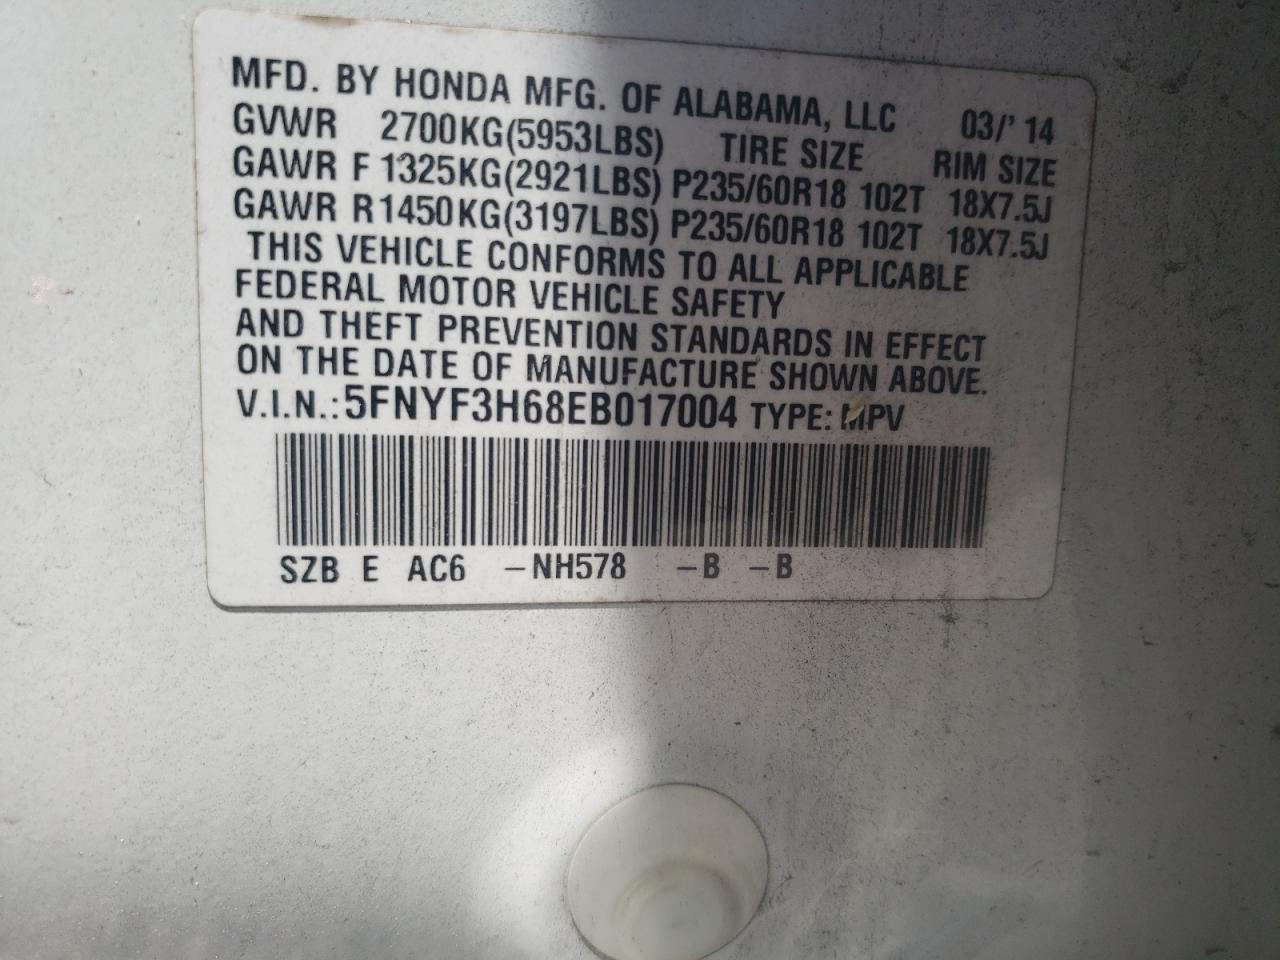 MFD. BY HONDA MFG. OF ALABAMA, LLC 03/'14
GVWR 2700KG(5953LBS) TIRE SIZE RIM SIZE
GAWR F 1325KG(2921LBS) P235/60R18 102T 18X7.5J
GAWR R 1450KG(3197LBS) P235/60R18 102T 18X7.5J
THIS VEHICLE CONFORMS TO ALL APPLICABLE
FEDERAL MOTOR VEHICLE SAFETY
AND THEFT PREVENTION STANDARDS IN EFFECT
ON THE DATE OF MANUFACTURE SHOWN ABOVE.
V.I.N.: 5FNYF3H68EB017004 TYPE: MPV
SZB E AC6 -NH578 -B -B